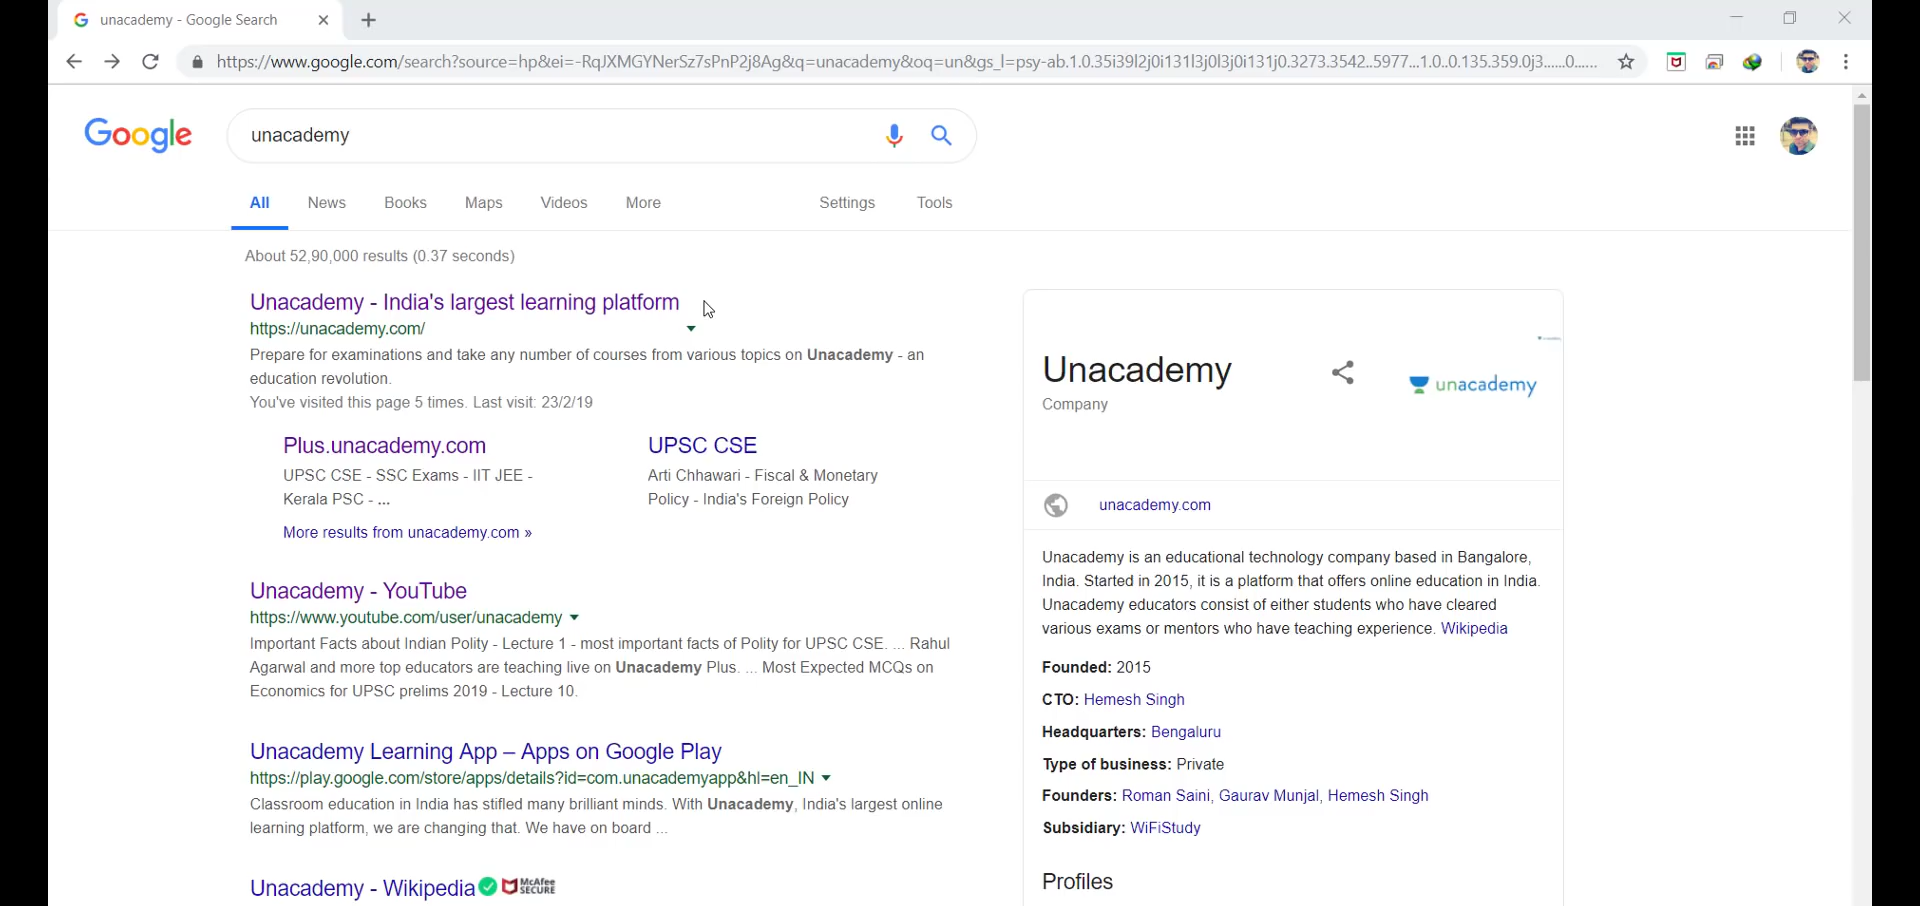 unacademy - Google Search
https://www.google.com/search?source=hp&ei=-RqJXMGYNerSz7sPnP2j8Ag&q=unacademy&oq=un&gs_l=psy-ab.1.0.35i39l2j0i131l3j0l3j0i131j0.3273.3542..5977...1.0..0.135.359.0j3......0......
Google
unacademy
All News Books Maps Videos More Settings Tools
About 52,90,000 results (0.37 seconds)
Unacademy - India's largest learning platform
https://unacademy.com/
Prepare for examinations and take any number of courses from various topics on Unacademy - an
education revolution.
You've visited this page 5 times. Last visit: 23/2/19
Plus.unacademy.com
UPSC CSE - SSC Exams - IIT JEE -
Kerala PSC - ...
UPSC CSE
Arti Chhawari - Fiscal & Monetary
Policy - India's Foreign Policy
More results from unacademy.com »
Unacademy - YouTube
https://www.youtube.com/user/unacademy
Important Facts about Indian Polity - Lecture 1 - most important facts of Polity for UPSC CSE. ... Rahul
Agarwal and more top educators are teaching live on Unacademy Plus. ... Most Expected MCQs on
Economics for UPSC prelims 2019 - Lecture 10.
Unacademy Learning App – Apps on Google Play
https://play.google.com/store/apps/details?id=com.unacademyapp&hl=en_IN
Classroom education in India has stifled many brilliant minds. With Unacademy, India's largest online
learning platform, we are changing that. We have on board ...
Unacademy - Wikipedia
McAfee
SECURE
Unacademy
Company
unacademy
unacademy.com
Unacademy is an educational technology company based in Bangalore,
India. Started in 2015, it is a platform that offers online education in India.
Unacademy educators consist of either students who have cleared
various exams or mentors who have teaching experience. Wikipedia
Founded: 2015
CTO: Hemesh Singh
Headquarters: Bengaluru
Type of business: Private
Founders: Roman Saini, Gaurav Munjal, Hemesh Singh
Subsidiary: WiFiStudy
Profiles